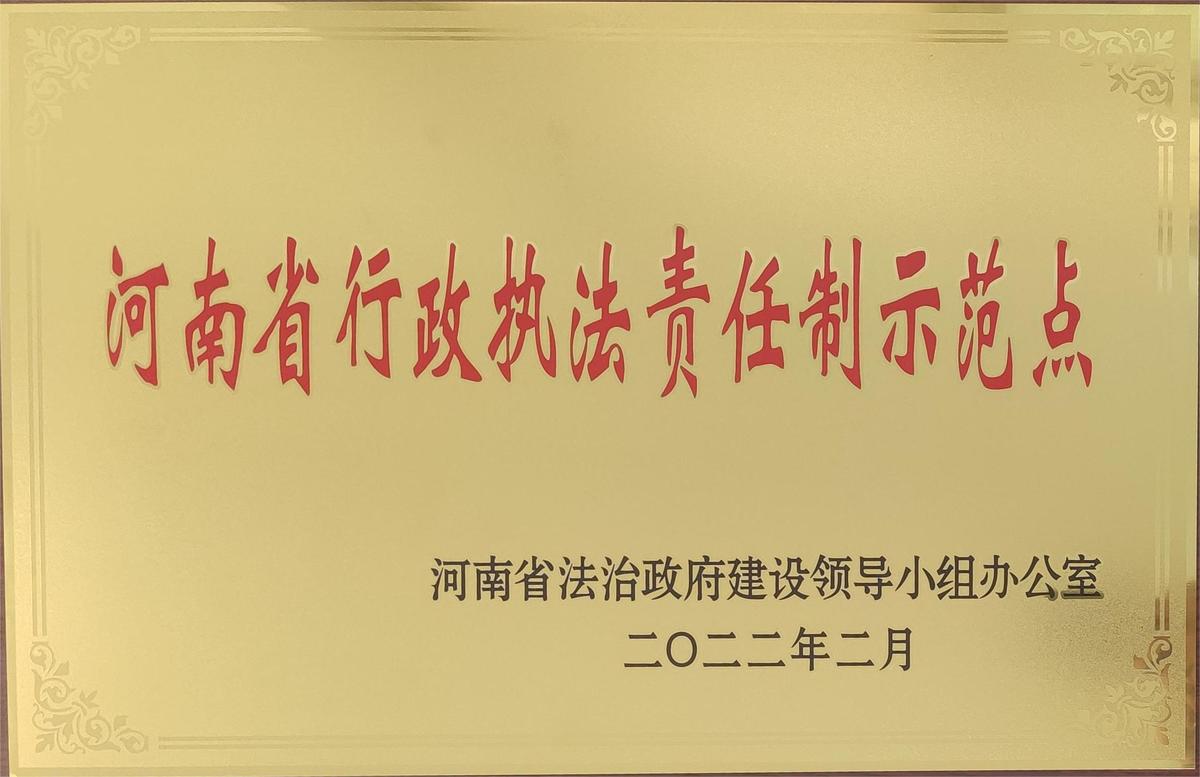 河南省行政执法责任制示范点
河南省法治政府建设领导小组办公室
二〇二二年二月